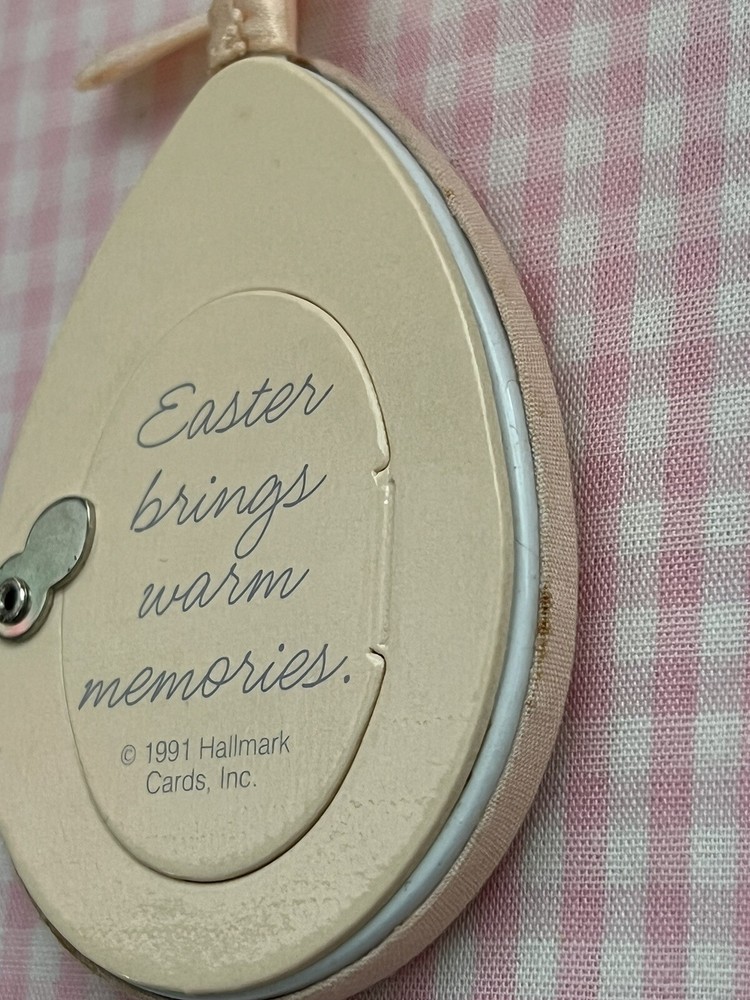 Easter
brings
warm
memories.
© 1991 Hallmark
Cards, Inc.